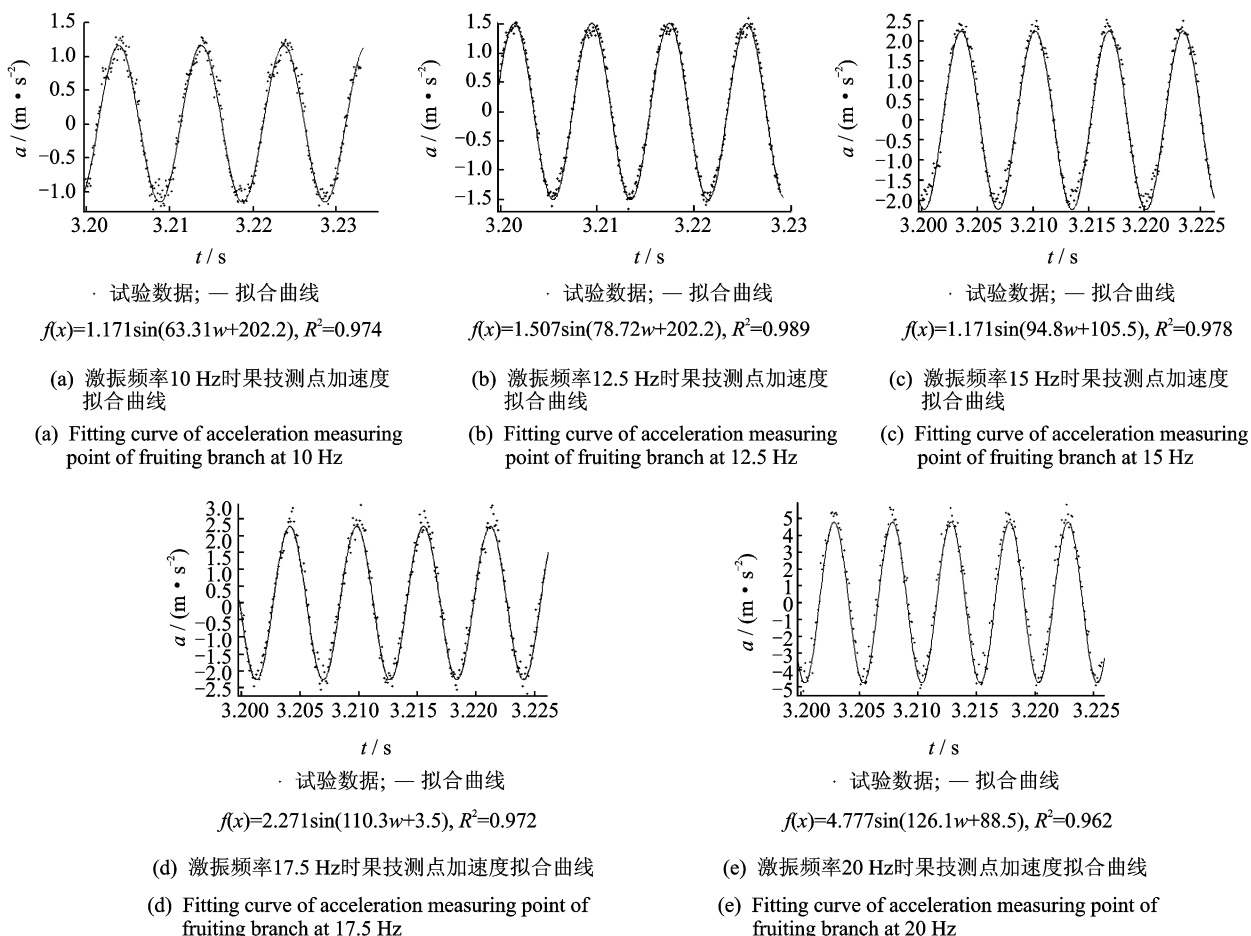 1.5
1.0
0.5
0
−0.5
−1.0
a / (m • s⁻²)
3.20 3.21 3.22 3.23
t / s
· 试验数据; — 拟合曲线
f(x)=1.171sin(63.31w+202.2), R²=0.974
(a) 激振频率10 Hz时果技测点加速度
拟合曲线
(a) Fitting curve of acceleration measuring
point of fruiting branch at 10 Hz
1.5
1.0
0.5
0
−0.5
−1.0
−1.5
a / (m • s⁻²)
3.20 3.21 3.22 3.23
t / s
· 试验数据; — 拟合曲线
f(x)=1.507sin(78.72w+202.2), R²=0.989
(b) 激振频率12.5 Hz时果技测点加速度
拟合曲线
(b) Fitting curve of acceleration measuring
point of fruiting branch at 12.5 Hz
2.5
2.0
1.5
1.0
0.5
0
−0.5
−1.0
−1.5
−2.0
a / (m • s⁻²)
3.200 3.205 3.210 3.215 3.220 3.225
t / s
· 试验数据; — 拟合曲线
f(x)=1.171sin(94.8w+105.5), R²=0.978
(c) 激振频率15 Hz时果技测点加速度
拟合曲线
(c) Fitting curve of acceleration measuring
point of fruiting branch at 15 Hz
3.0
2.5
2.0
1.5
1.0
0.5
0
−0.5
−1.0
−1.5
−2.0
−2.5
a / (m • s⁻²)
3.200 3.205 3.210 3.220 3.225
t / s
· 试验数据; — 拟合曲线
f(x)=2.271sin(110.3w+3.5), R²=0.972
(d) 激振频率17.5 Hz时果技测点加速度拟合曲线
(d) Fitting curve of acceleration measuring point of
fruiting branch at 17.5 Hz
5
4
3
2
1
0
−1
−2
−3
−4
−5
a / (m • s⁻²)
3.200 3.205 3.210 3.215 3.220 3.225
t / s
· 试验数据; — 拟合曲线
f(x)=4.777sin(126.1w+88.5), R²=0.962
(e) 激振频率20 Hz时果技测点加速度拟合曲线
(e) Fitting curve of acceleration measuring point of
fruiting branch at 20 Hz